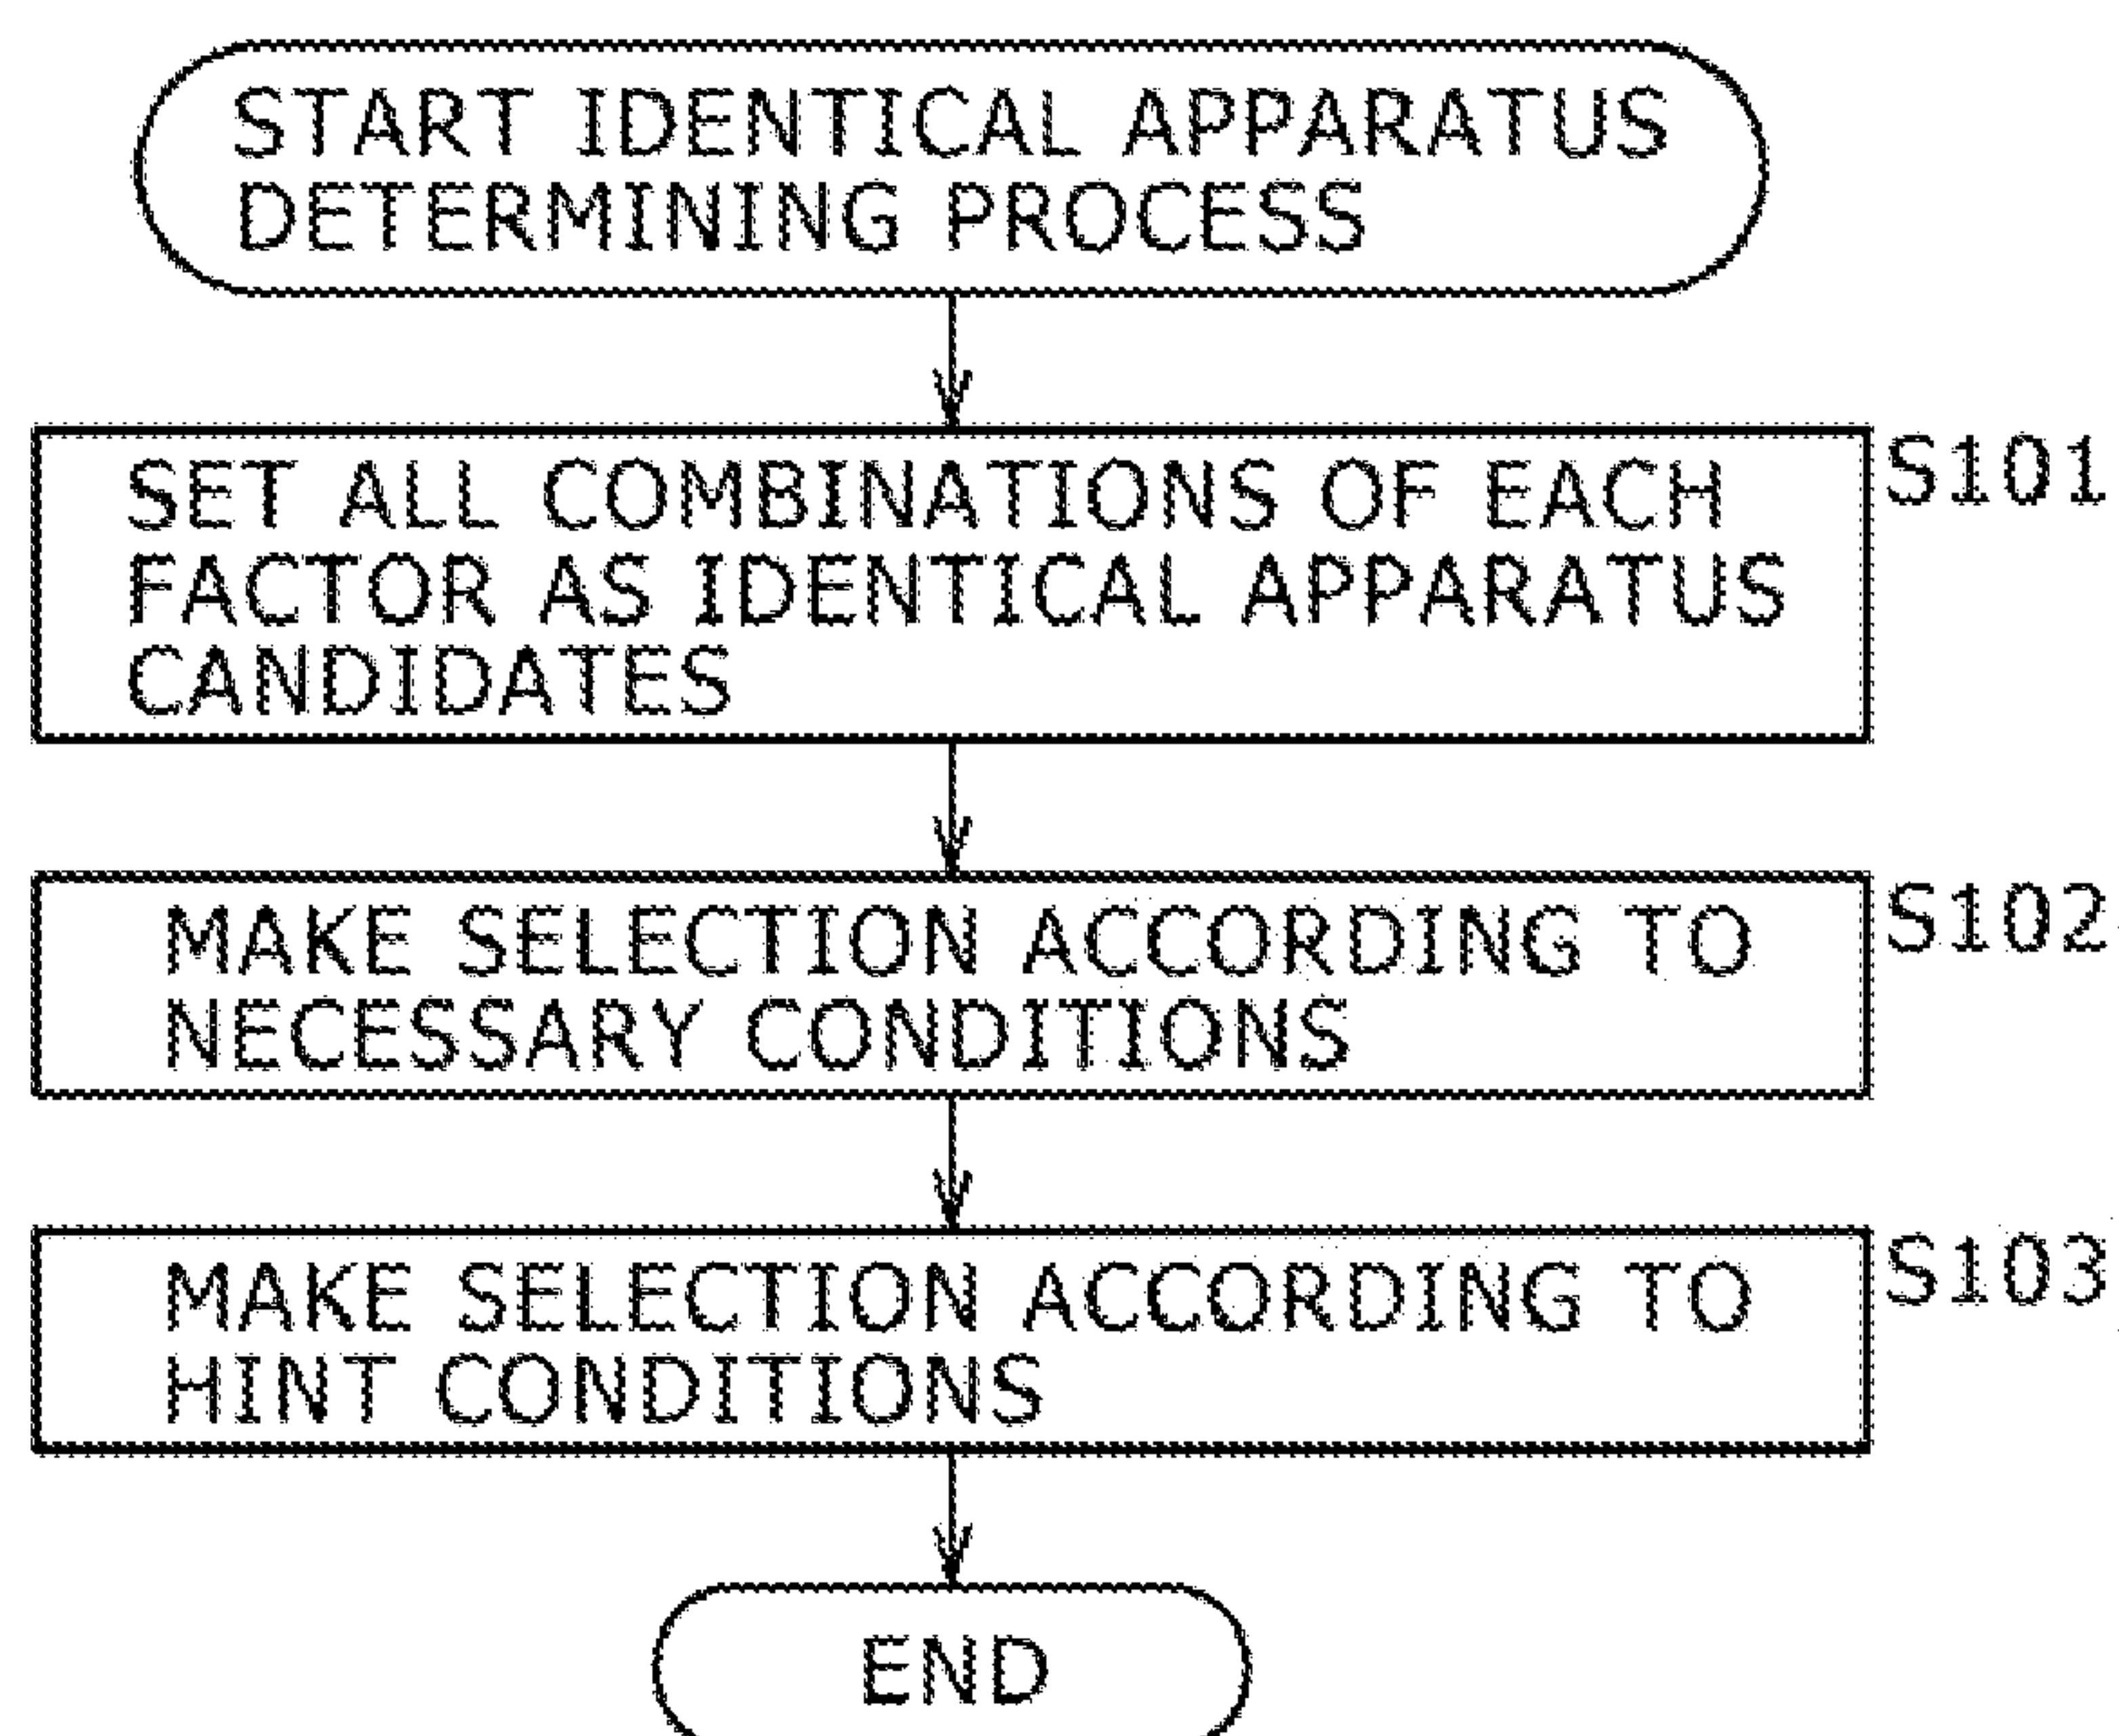 START IDENTICAL APPARATUS
DETERMINING PROCESS
SET ALL COMBINATIONS OF EACH
FACTOR AS IDENTICAL APPARATUS
CANDIDATES
S101
MAKE SELECTION ACCORDING TO
NECESSARY CONDITIONS
S102
MAKE SELECTION ACCORDING TO
HINT CONDITIONS
S103
END